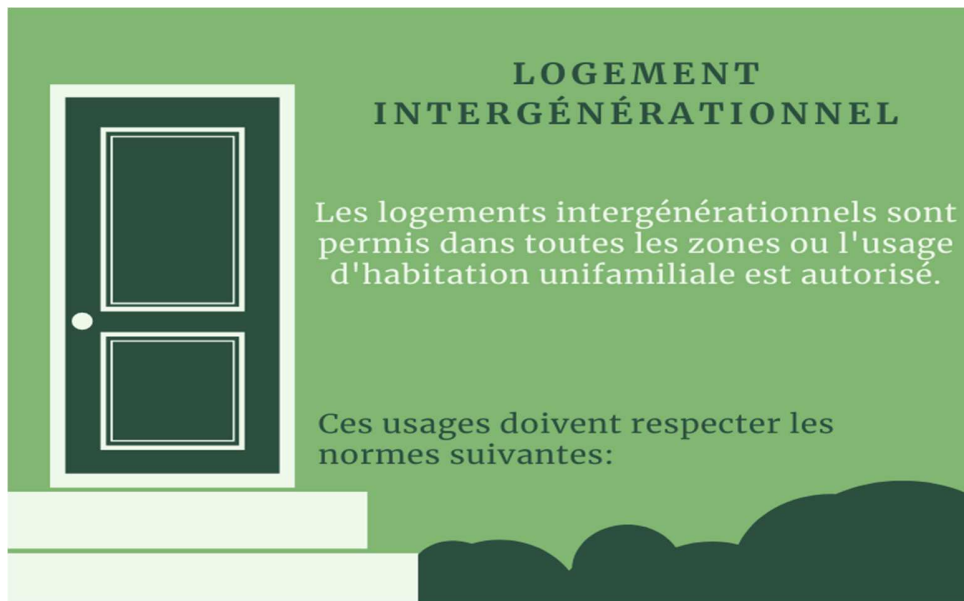 LOGEMENT
INTERGÉNÉRATIONNEL
Les logements intergénérationnels sont
permis dans toutes les zones ou l'usage
d'habitation unifamiliale est autorisé.
Ces usages doivent respecter les
normes suivantes: